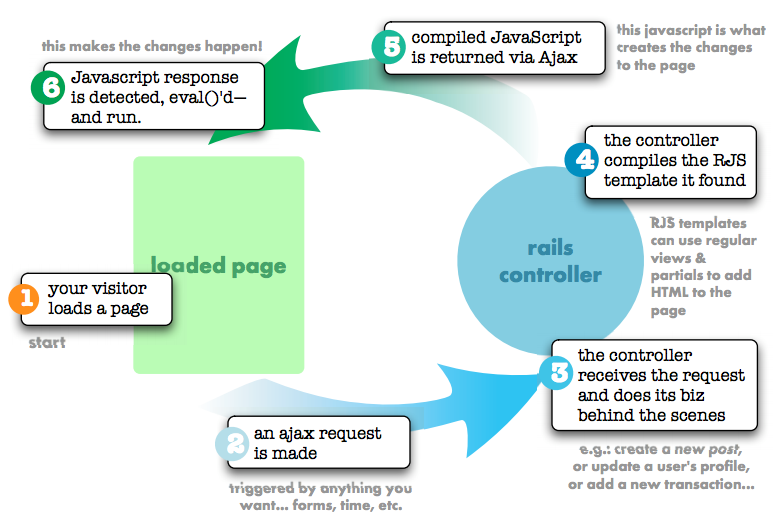 this makes the changes happen!
6
Javascript response
is detected, eval()'d—
and run.
5
compiled JavaScript
is returned via Ajax
this javascript is what
creates the changes
to the page
4
the controller
compiles the RJS
template it found
RJS templates
can use regular
views &
partials to add
HTML to the
page
loaded page
rails
controller
1
your visitor
loads a page
start
3
the controller
receives the request
and does its biz
behind the scenes
e.g.: create a new post,
or update a user's profile,
or add a new transaction...
2
an ajax request
is made
triggered by anything you
want... forms, time, etc.